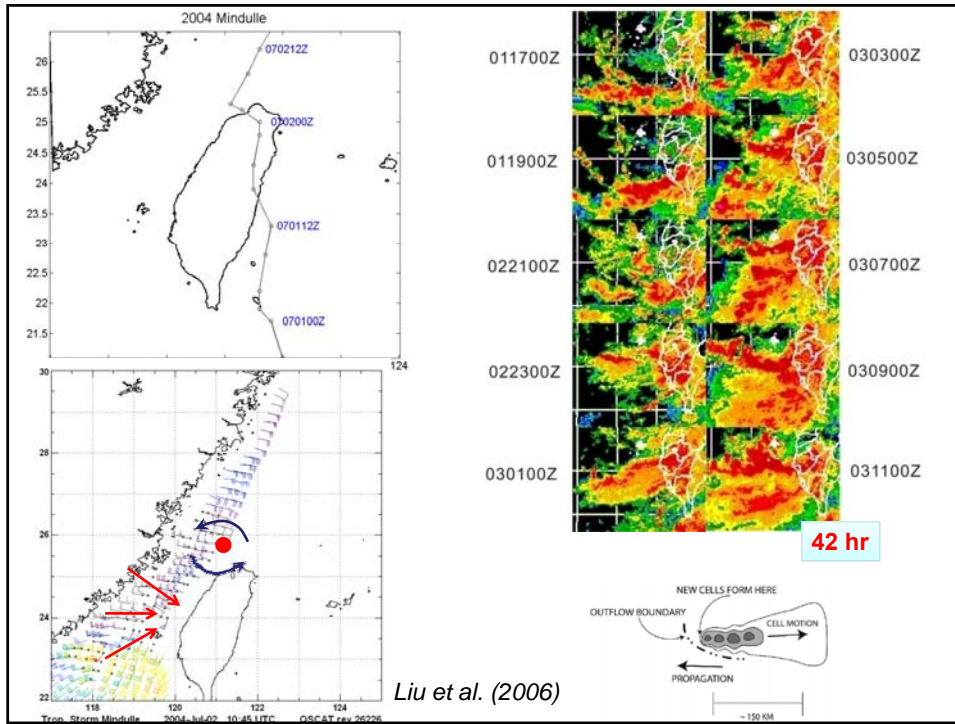 2004 Mindulle
26
25.5
25
24.5
24
23.5
23
22.5
22
21.5
070212Z
070200Z
070112Z
070100Z
124
30
28
26
24
22
118
120
122
124
Trop. Storm Mindulle 2004-Jul-02 10:45 UTC QSCAT rev 26226
Liu et al. (2006)
011700Z
011900Z
022100Z
022300Z
030100Z
030300Z
030500Z
030700Z
030900Z
031100Z
42 hr
NEW CELLS FORM HERE
OUTFLOW BOUNDARY
CELL MOTION
PROPAGATION
~ 150 KM